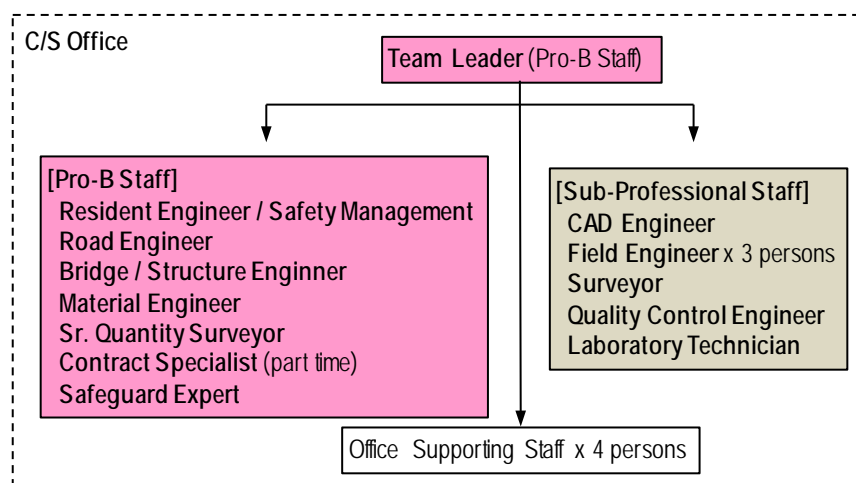 C/S Office
Team Leader (Pro-B Staff)
[Pro-B Staff]
Resident Engineer / Safety Management
Road Engineer
Bridge / Structure Enginner
Material Engineer
Sr. Quantity Surveyor
Contract Specialist (part time)
Safeguard Expert
[Sub-Professional Staff]
CAD Engineer
Field Engineer x 3 persons
Surveyor
Quality Control Engineer
Laboratory Technician
Office Supporting Staff x 4 persons